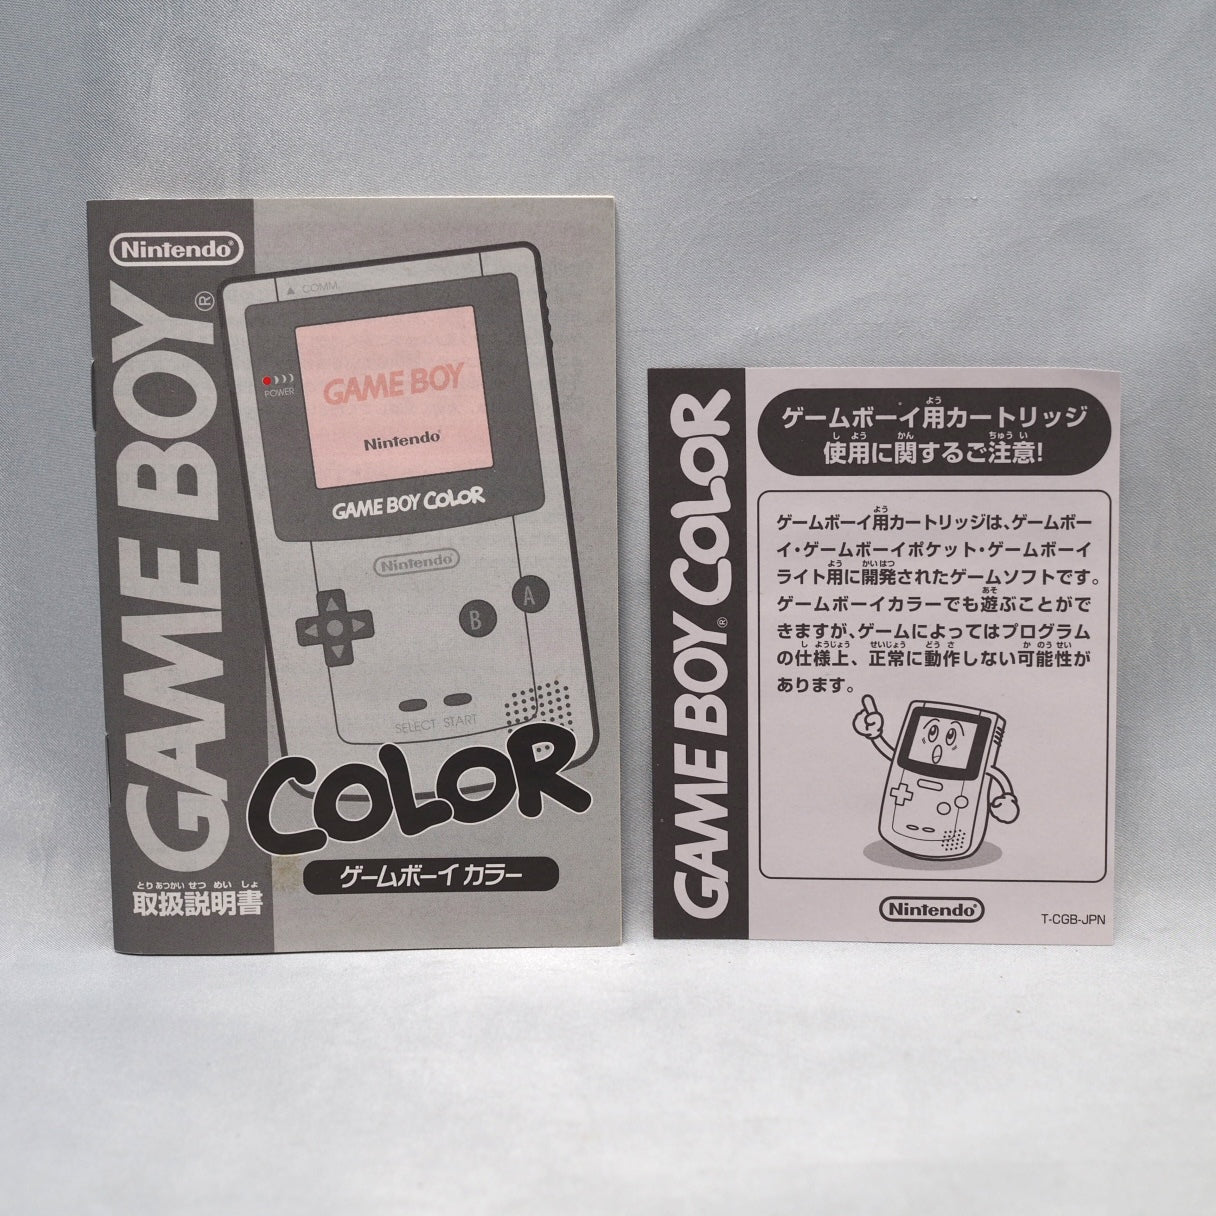 Nintendo®
GAME BOY®
とりあつかいせつめいしょ
取扱説明書
▲ COMM.
POWER
GAME BOY
Nintendo®
GAME BOY COLOR
Nintendo
B
A
SELECT START
COLOR
ゲームボーイ カラー
GAME BOY® COLOR
ゲームボーイ用カートリッジ
使用に関するご注意!
ゲームボーイ用カートリッジは、ゲームボー
イ・ゲームボーイポケット・ゲームボーイ
ライト用に開発されたゲームソフトです。
ゲームボーイカラーでも遊ぶことがで
きますが、ゲームによってはプログラム
の仕様上、正常に動作しない可能性が
あります。
Nintendo®
T-CGB-JPN